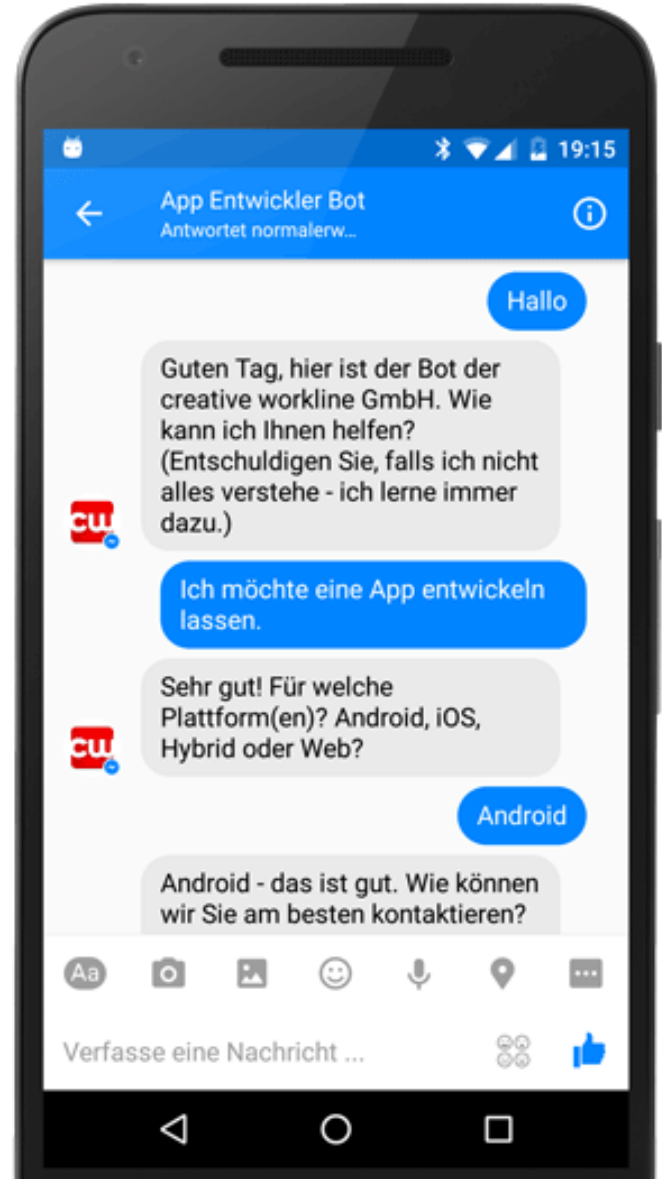 19:15
App Entwickler Bot
Antwortet normalerw...
Hallo
Guten Tag, hier ist der Bot der
creative workline GmbH. Wie
kann ich Ihnen helfen?
(Entschuldigen Sie, falls ich nicht
alles verstehe - ich lerne immer
dazu.)
cw
Ich möchte eine App entwickeln
lassen.
Sehr gut! Für welche
Plattform(en)? Android, iOS,
Hybrid oder Web?
cw
Android
Android - das ist gut. Wie können
wir Sie am besten kontaktieren?
Aa
Verfasse eine Nachricht ...